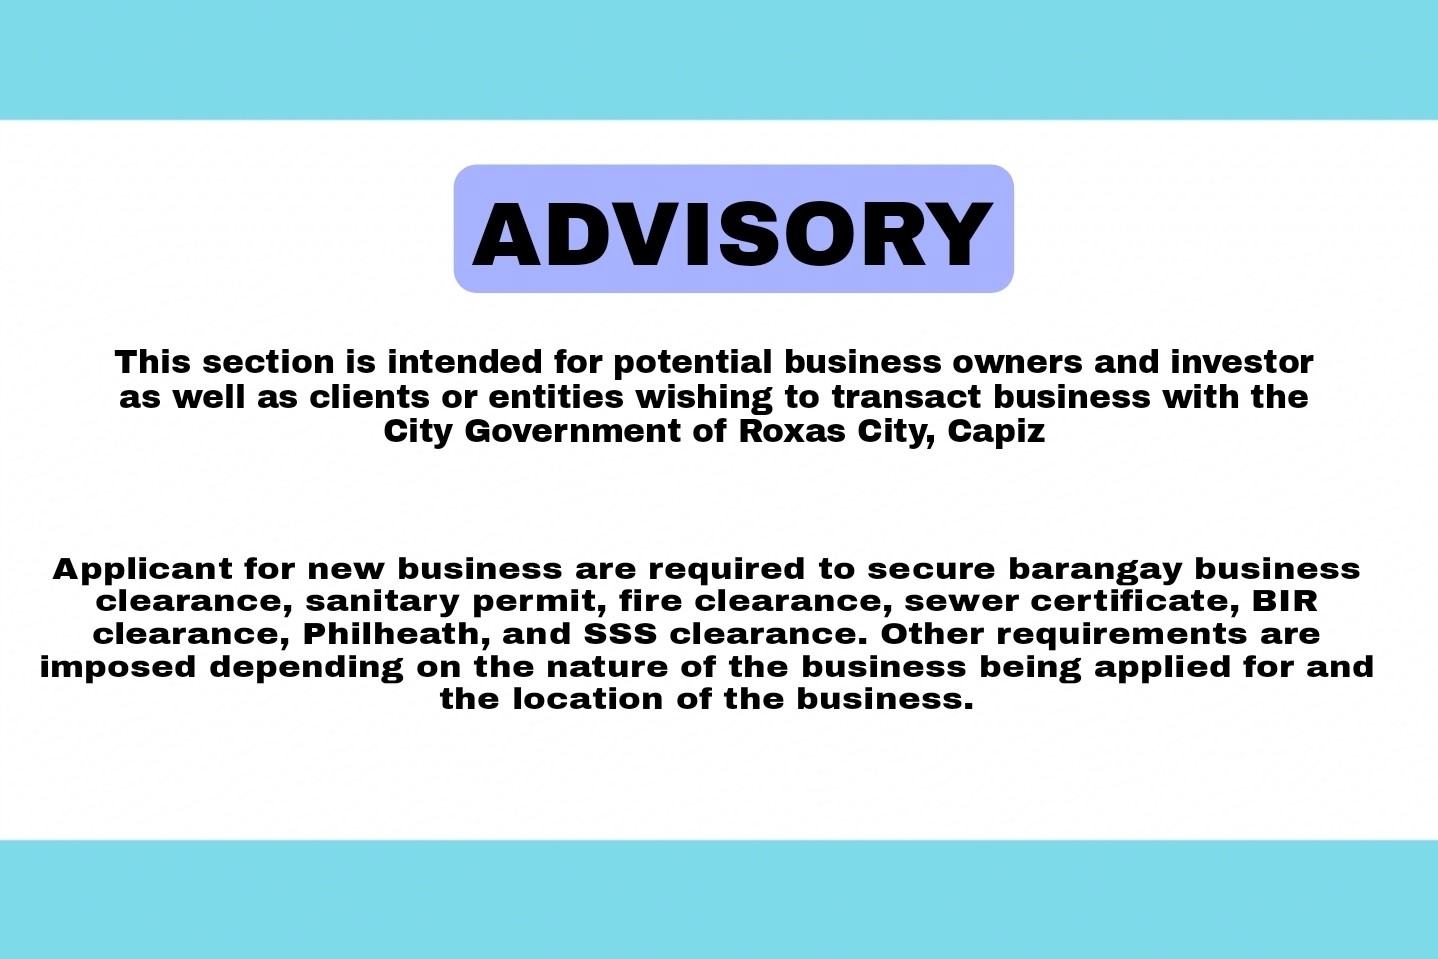 ADVISORY
This section is intended for potential business owners and investor
as well as clients or entities wishing to transact business with the
City Government of Roxas City, Capiz
Applicant for new business are required to secure barangay business
clearance, sanitary permit, fire clearance, sewer certificate, BIR
clearance, Philheath, and SSS clearance. Other requirements are
imposed depending on the nature of the business being applied for and
the location of the business.